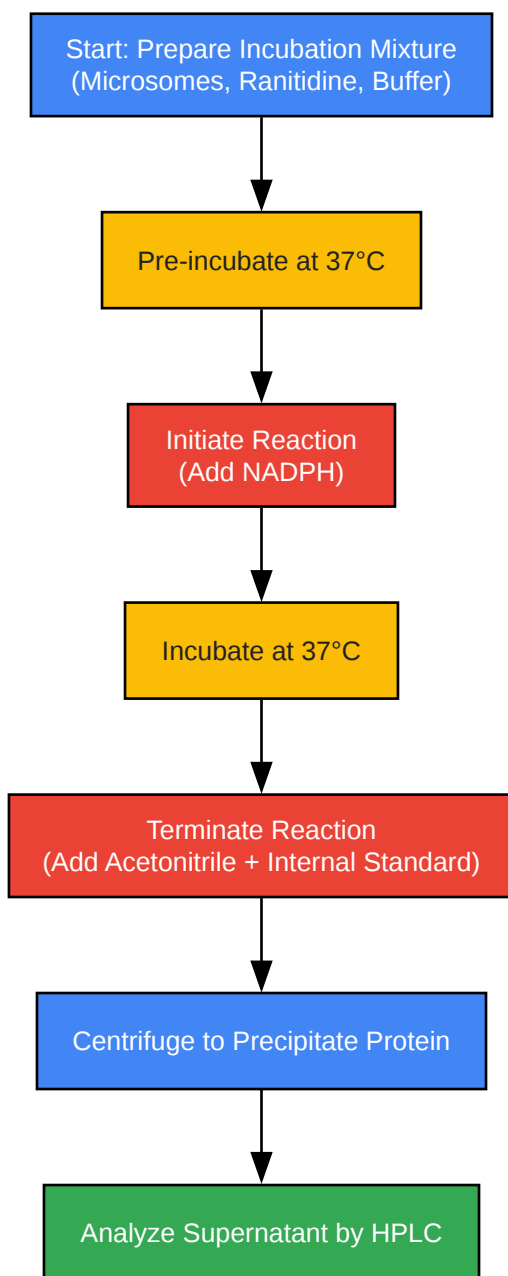 Start: Prepare Incubation Mixture
(Microsomes, Ranitidine, Buffer)
Pre-incubate at 37°C
Initiate Reaction
(Add NADPH)
Incubate at 37°C
Terminate Reaction
(Add Acetonitrile + Internal Standard)
Centrifuge to Precipitate Protein
Analyze Supernatant by HPLC